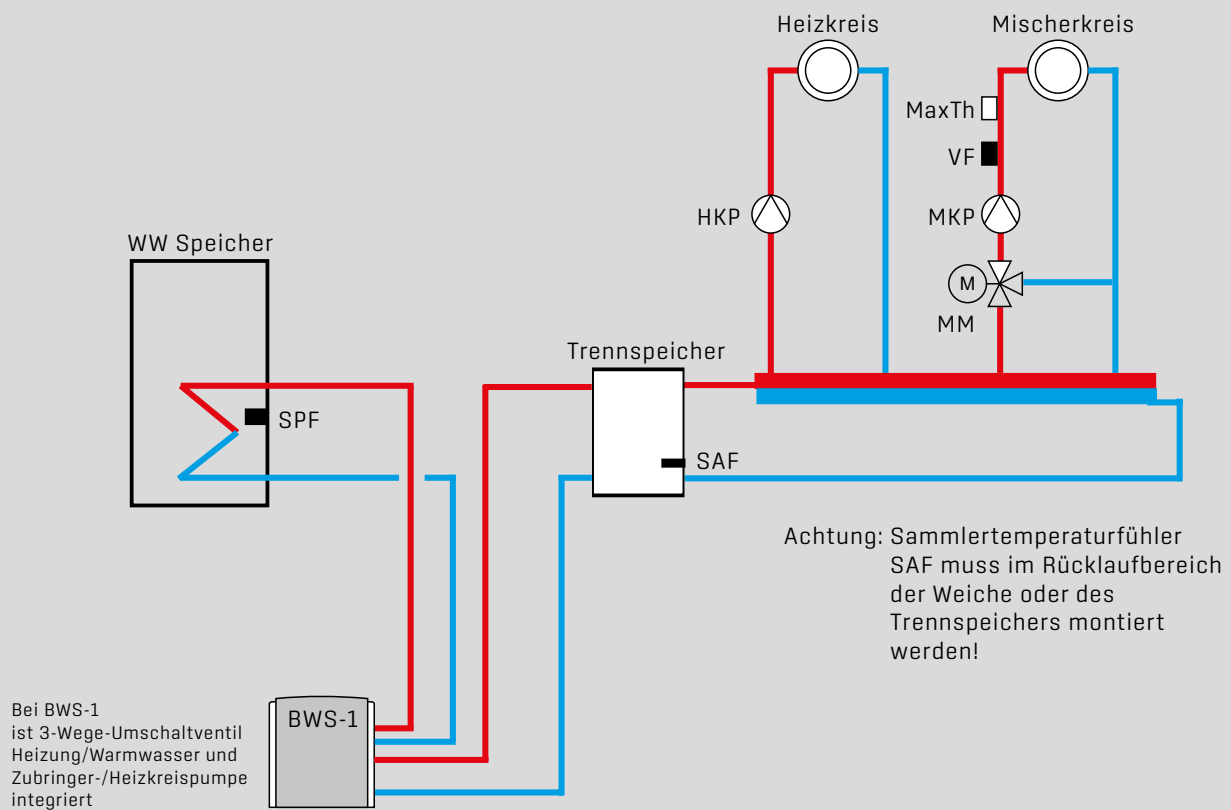 Heizkreis
Mischerkreis
MaxTh
VF
HKP
MKP
WW Speicher
M
MM
Trennspeicher
SPF
SAF
Achtung: Sammlertemperaturfühler
SAF muss im Rücklaufbereich
der Weiche oder des
Trennspeichers montiert
werden!
Bei BWS-1
ist 3-Wege-Umschaltventil
Heizung/Warmwasser und
Zubringer-/Heizkreispumpe
integriert
BWS-1